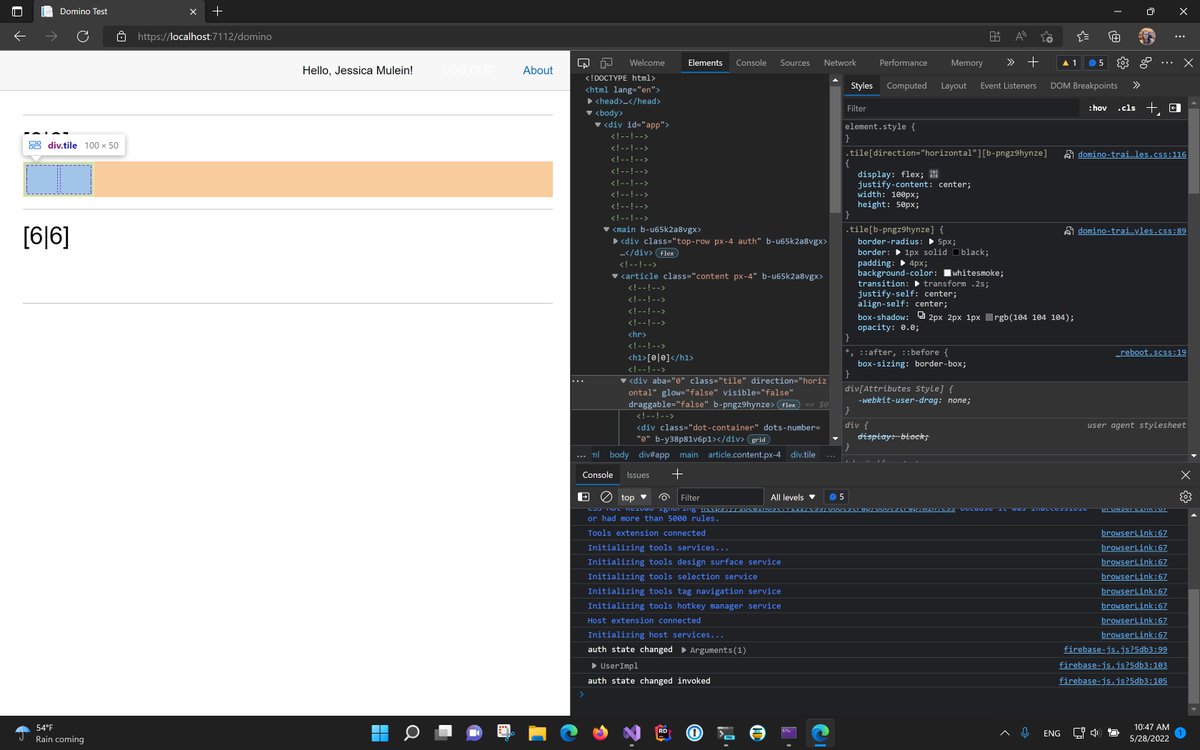 Domino Test
https://localhost:7112/domino
Hello, Jessica Mulein!
LOG OUT
About
div.tile 100 × 50
[6|6]
Welcome Elements Console Sources Network Performance Memory 1 5
<!DOCTYPE html>
<html lang="en">
<head>…</head>
<body>
<div id="app">
<!--!-->
<!--!-->
<!--!-->
<!--!-->
<!--!-->
<!--!-->
<!--!-->
<!--!-->
<main b-u65k2a8vgx>
<div class="top-row px-4 auth" b-u65k2a8vgx>
…</div> flex
<!--!-->
<article class="content px-4" b-u65k2a8vgx>
<!--!-->
<!--!-->
<!--!-->
<!--!-->
<hr>
<!--!-->
<h1>[0|0]</h1>
<!--!-->
<div aba="0" class="tile" direction="horiz
ontal" glow="false" visible="false"
draggable="false" b-pngz9hynze> flex == $0
<!--!-->
<div class="dot-container" dots-number=
"0" b-y38p81v6p1></div> grid
... ml body div#app main article.content.px-4 div.tile ...
Styles Computed Layout Event Listeners DOM Breakpoints
Filter :hov .cls
element.style {
}
.tile[direction="horizontal"][b-pngz9hynze] domino-trai…les.css:116
{
display: flex;
justify-content: center;
width: 100px;
height: 50px;
}
.tile[b-pngz9hynze] { domino-trai…yles.css:89
border-radius: 5px;
border: 1px solid black;
padding: 4px;
background-color: whitesmoke;
transition: transform .2s;
justify-self: center;
align-self: center;
box-shadow: 2px 2px 1px rgb(104 104 104);
opacity: 0.0;
}
*, ::after, ::before { _reboot.scss:19
box-sizing: border-box;
}
div[Attributes Style] {
-webkit-user-drag: none;
}
div { user agent stylesheet
display: block;
}
Console Issues
top Filter All levels 5
or had more than 5000 rules.
Tools extension connected browserLink:67
Initializing tools services... browserLink:67
Initializing tools design surface service browserLink:67
Initializing tools selection service browserLink:67
Initializing tools tag navigation service browserLink:67
Initializing tools hotkey manager service browserLink:67
Host extension connected browserLink:67
Initializing host services... browserLink:67
auth state changed Arguments(1) firebase-js.js?5db3:99
UserImpl firebase-js.js?5db3:103
auth state changed invoked firebase-js.js?5db3:105
54°F
Rain coming
ENG
10:47 AM
5/28/2022
1